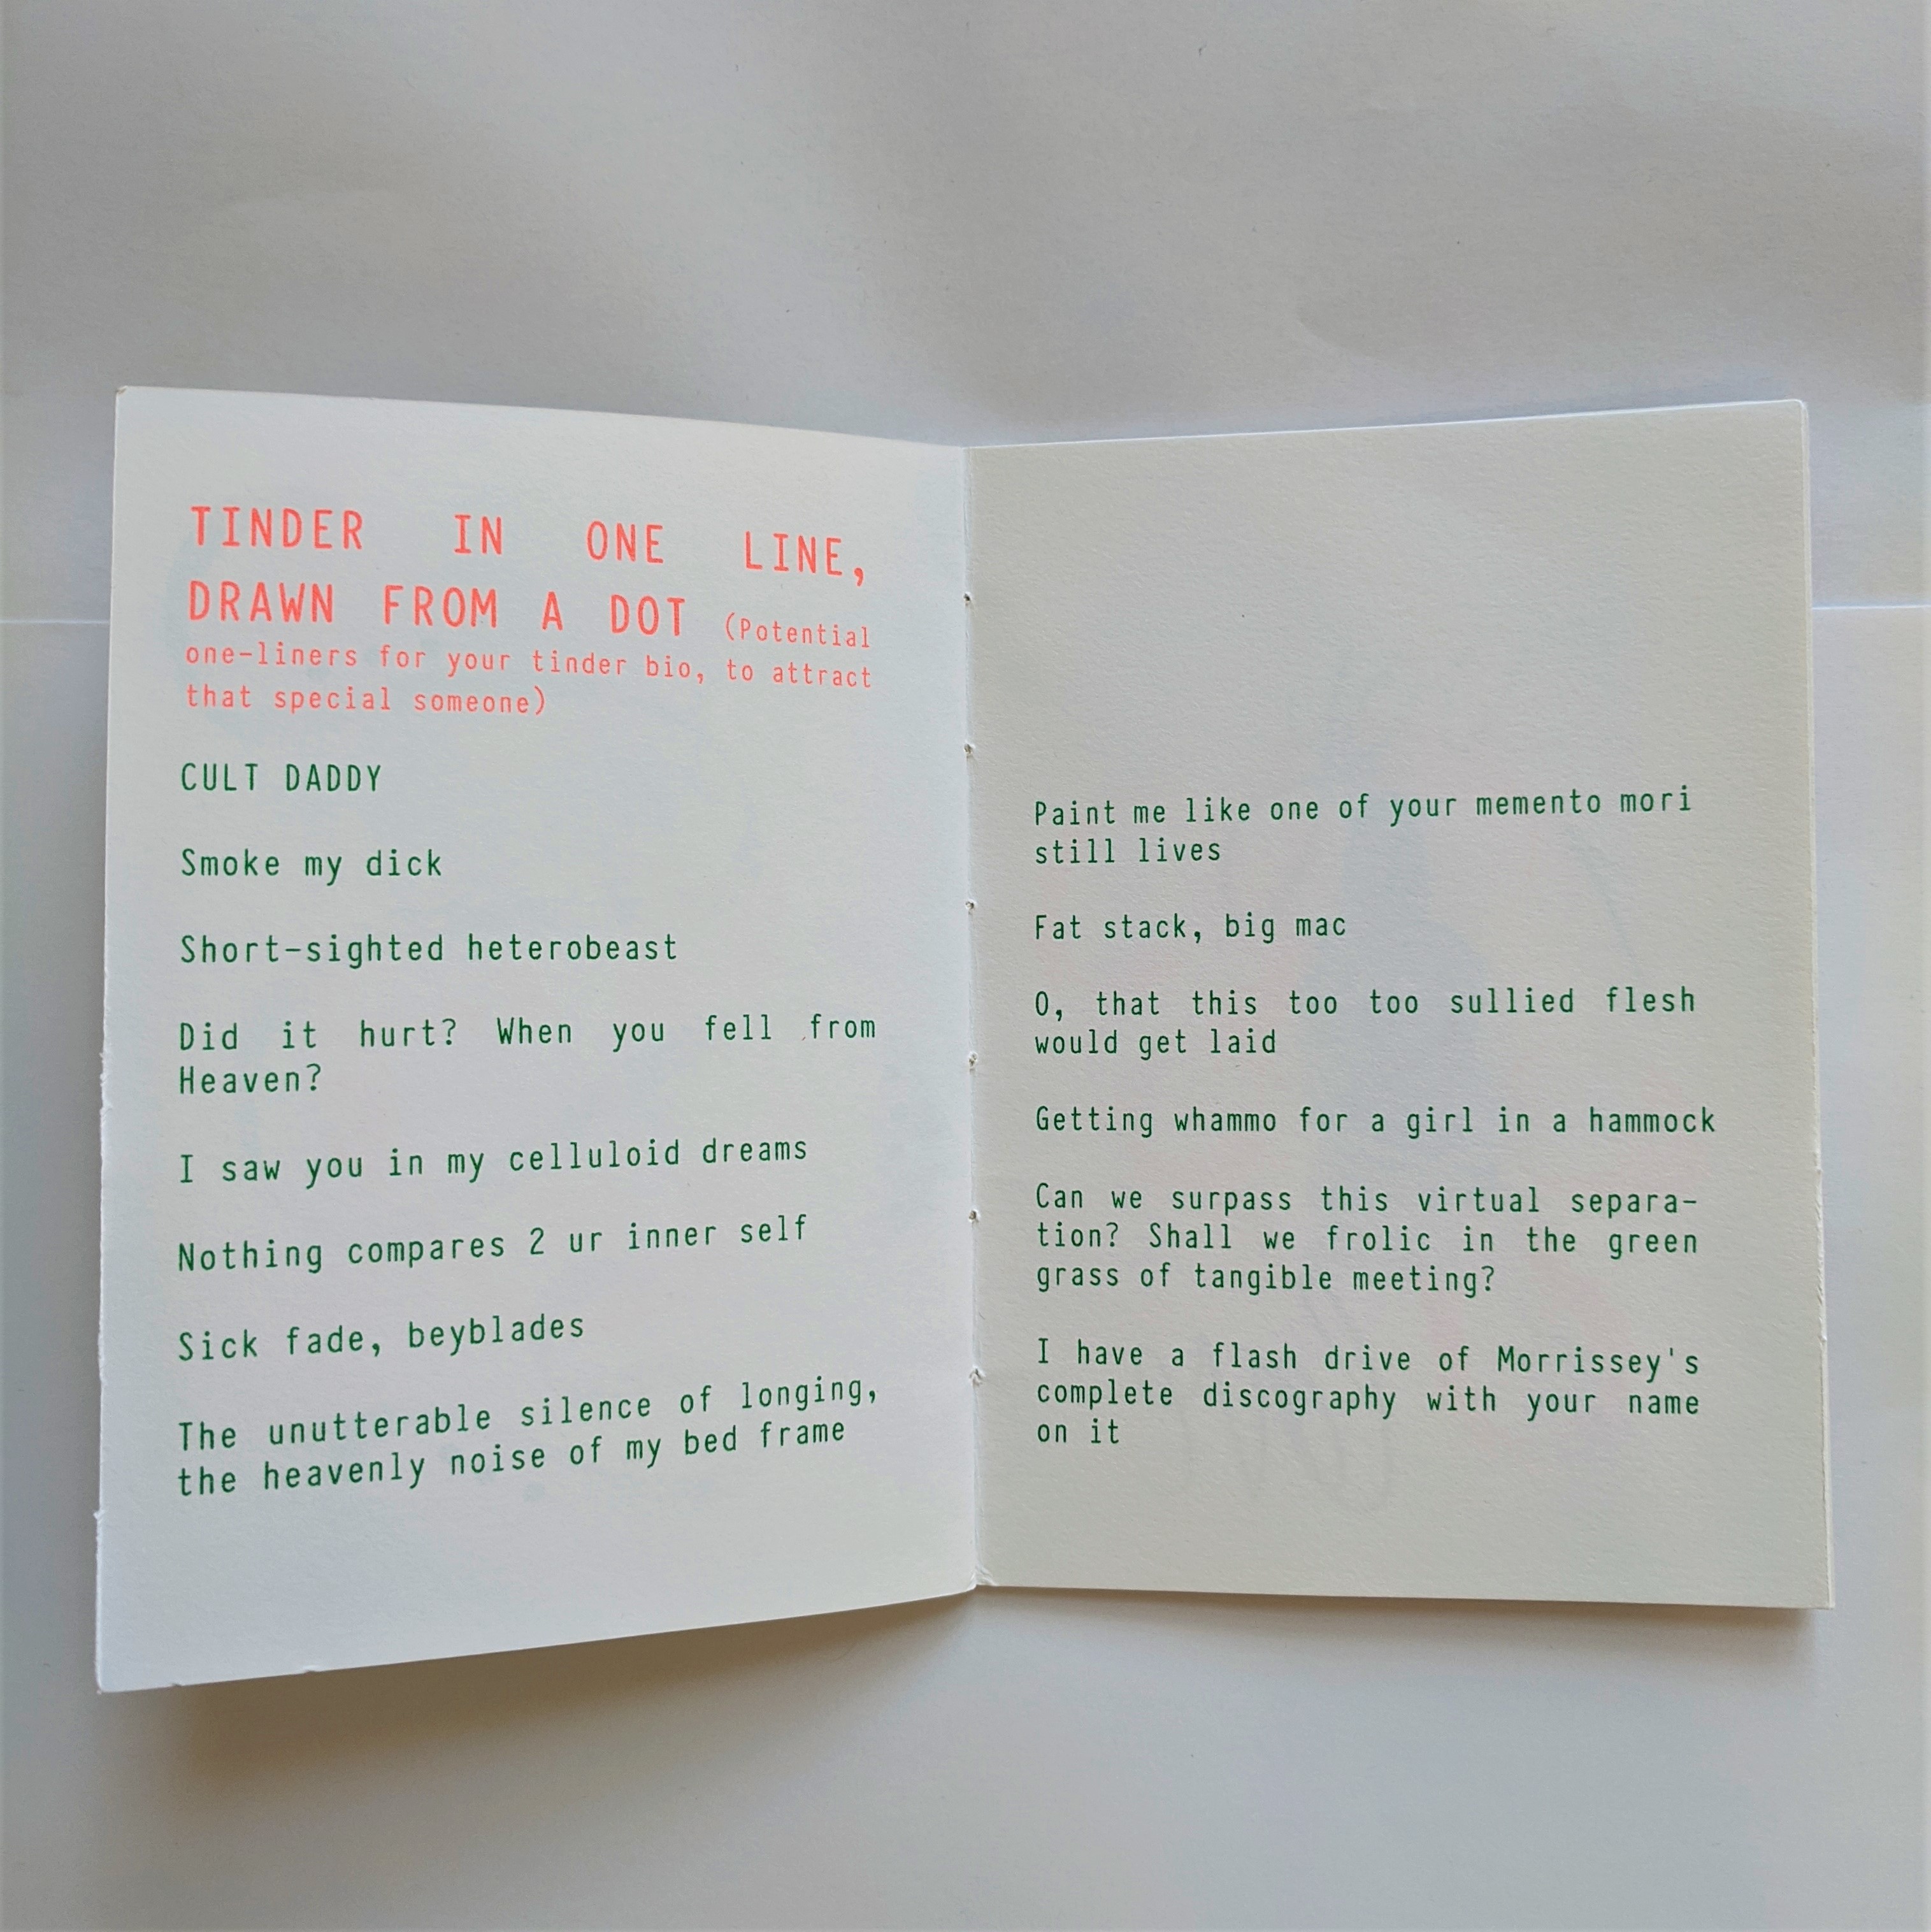 TINDER IN ONE LINE,
DRAWN FROM A DOT (Potential
one-liners for your tinder bio, to attract
that special someone)
CULT DADDY
Smoke my dick
Short-sighted heterobeast
Did it hurt? When you fell from
Heaven?
I saw you in my celluloid dreams
Nothing compares 2 ur inner self
Sick fade, beyblades
The unutterable silence of longing,
the heavenly noise of my bed frame
Paint me like one of your memento mori
still lives
Fat stack, big mac
O, that this too too sullied flesh
would get laid
Getting whammo for a girl in a hammock
Can we surpass this virtual separa-
tion? Shall we frolic in the green
grass of tangible meeting?
I have a flash drive of Morrissey's
complete discography with your name
on it